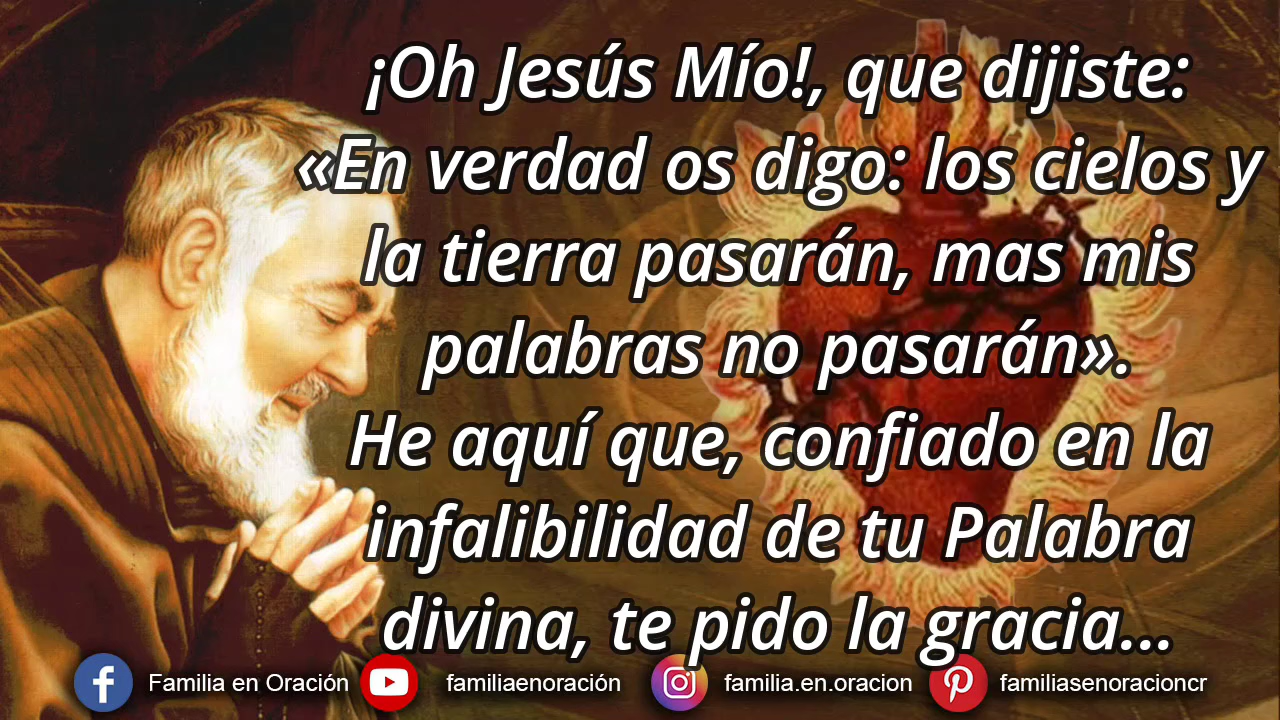 ¡Oh Jesús Mío!, que dijiste:
«En verdad os digo: los cielos y
la tierra pasarán, mas mis
palabras no pasarán».
He aquí que, confiado en la
infalibilidad de tu Palabra
divina, te pido la gracia...
Familia en Oración familiaenoración familia.en.oracion familiasenoracioncr